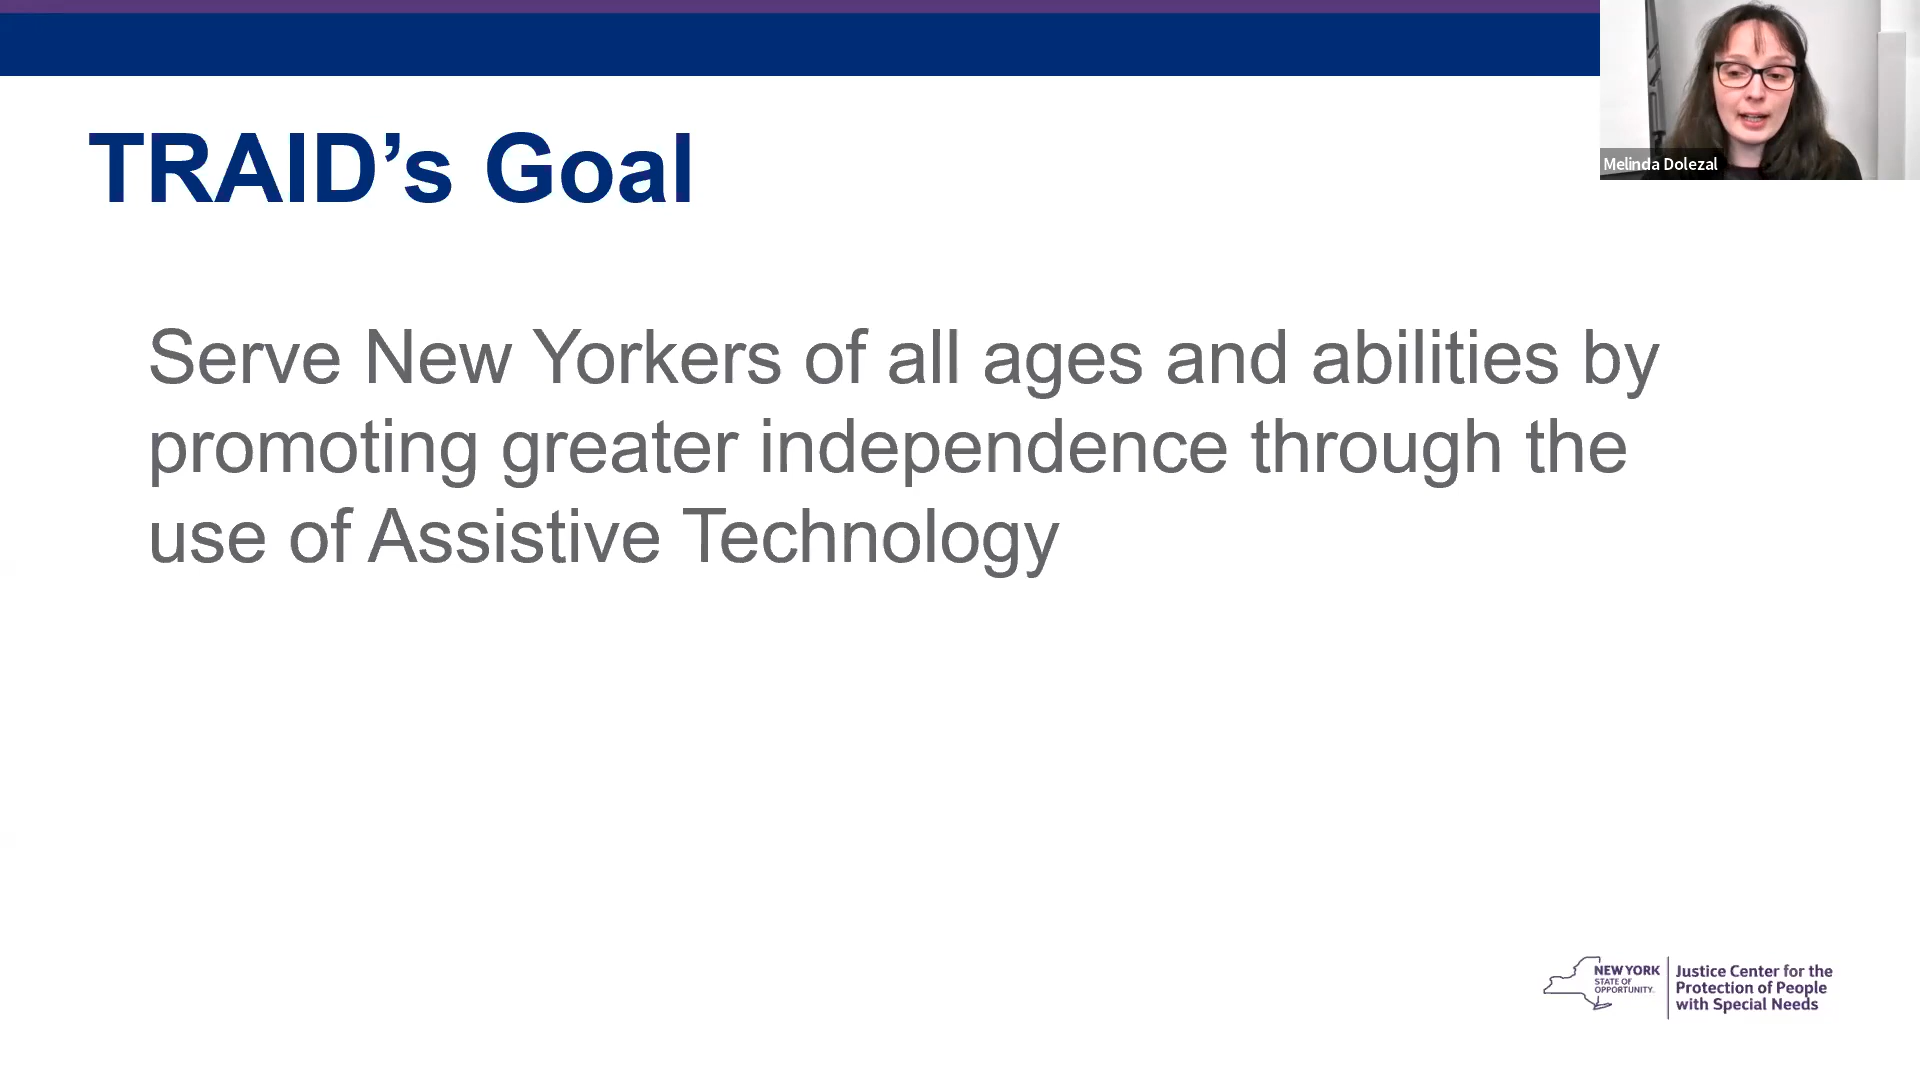 Melinda Dolezal
TRAID’s Goal
Serve New Yorkers of all ages and abilities by
promoting greater independence through the
use of Assistive Technology
NEW YORK
STATE OF
OPPORTUNITY.
Justice Center for the
Protection of People
with Special Needs